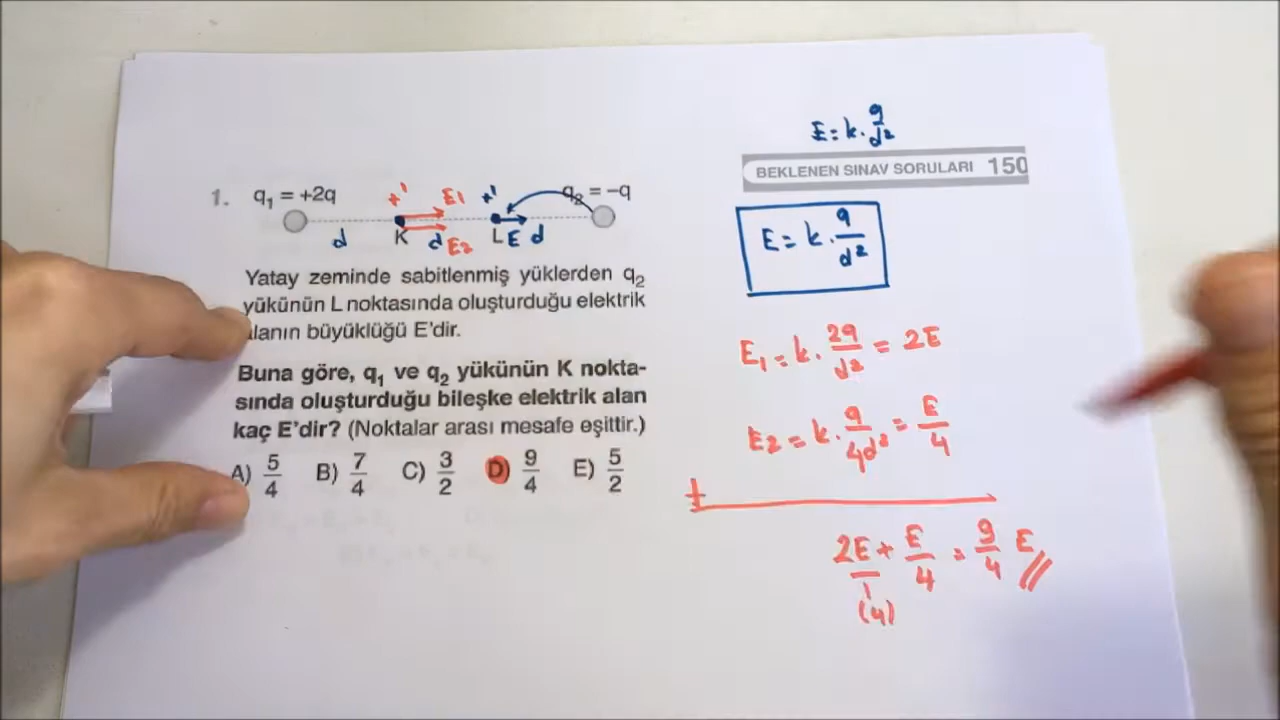 E = k. q/d²
BEKLENEN SINAV SORULARI 150
1. q₁ = +2q +1 E1 +1 q₂ = −q
d K d E2 L E d
Yatay zeminde sabitlenmiş yüklerden q₂
yükünün L noktasında oluşturduğu elektrik
alanın büyüklüğü E'dir.
Buna göre, q₁ ve q₂ yükünün K nokta-
sında oluşturduğu bileşke elektrik alan
kaç E'dir? (Noktalar arası mesafe eşittir.)
A) 5/4 B) 7/4 C) 3/2 D) 9/4 E) 5/2
E = k. q/d²
E₁ = k. 2q/d² = 2E
E2 = k. q/4d² = E/4
+
2E/1 + E/4 = 9/4 E
(4)